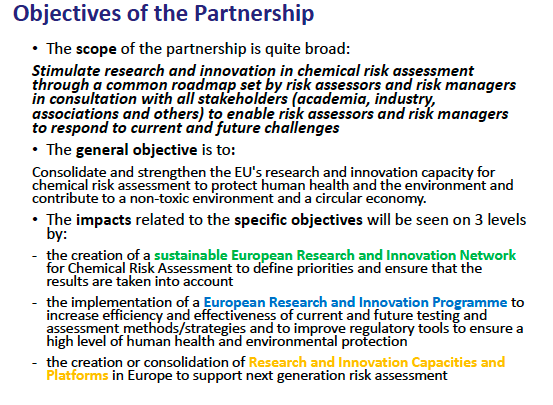 Objectives of the Partnership
• The scope of the partnership is quite broad:
Stimulate research and innovation in chemical risk assessment
through a common roadmap set by risk assessors and risk managers
in consultation with all stakeholders (academia, industry,
associations and others) to enable risk assessors and risk managers
to respond to current and future challenges
• The general objective is to:
Consolidate and strengthen the EU's research and innovation capacity for
chemical risk assessment to protect human health and the environment and
contribute to a non-toxic environment and a circular economy.
• The impacts related to the specific objectives will be seen on 3 levels
by:
- the creation of a sustainable European Research and Innovation Network
for Chemical Risk Assessment to define priorities and ensure that the
results are taken into account
- the implementation of a European Research and Innovation Programme to
increase efficiency and effectiveness of current and future testing and
assessment methods/strategies and to improve regulatory tools to ensure a
high level of human health and environmental protection
- the creation or consolidation of Research and Innovation Capacities and
Platforms in Europe to support next generation risk assessment